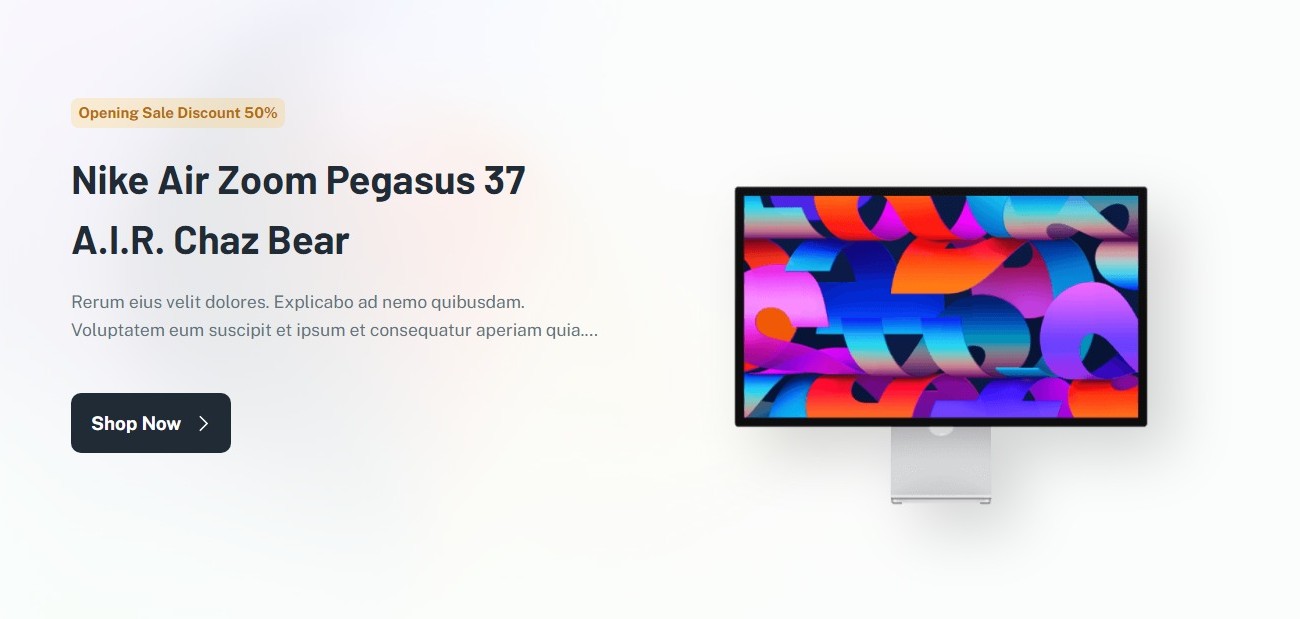 Opening Sale Discount 50%
Nike Air Zoom Pegasus 37
A.I.R. Chaz Bear
Rerum eius velit dolores. Explicabo ad nemo quibusdam.
Voluptatem eum suscipit et ipsum et consequatur aperiam quia....
Shop Now